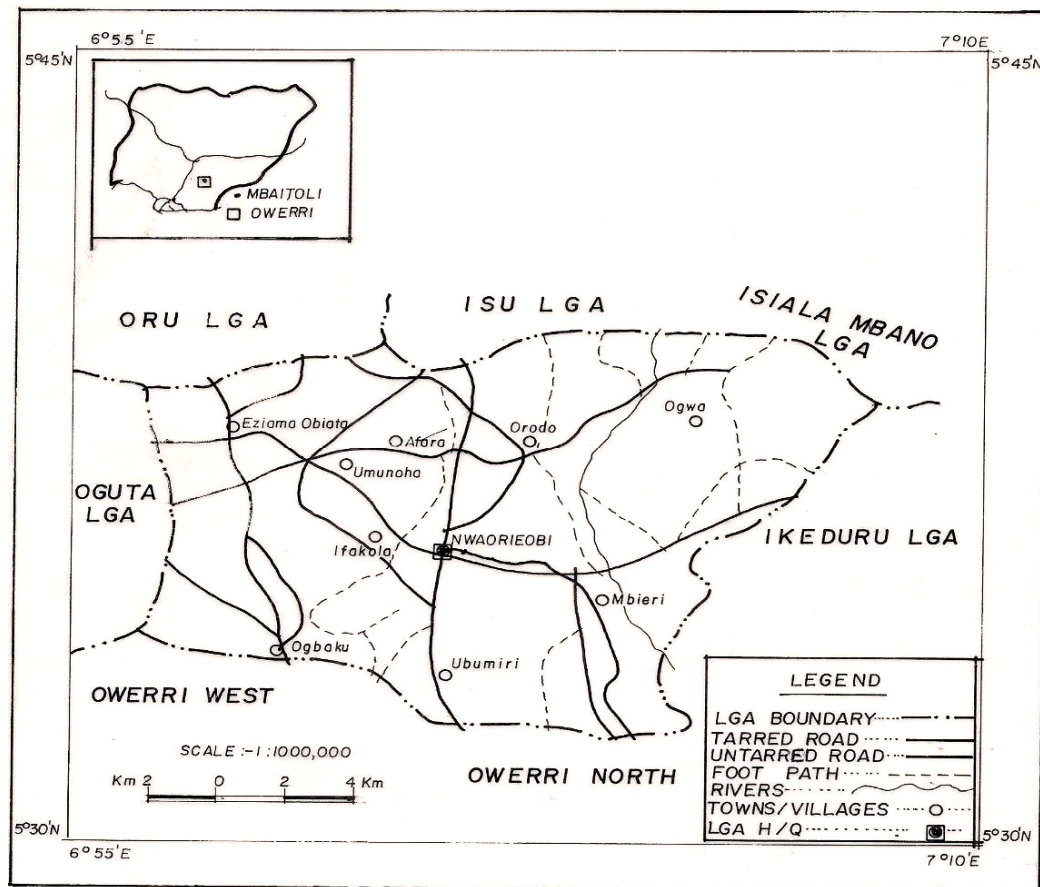 6°55'E
7°10E
5°45'N
5°45N
MBAITOLI
OWERRI
ORU LGA
ISU LGA
ISIALA MBANO
LGA
Eziama Obiata
Afara
Orodo
Ogwa
Umunoha
OGUTA
LGA
Ifakola
NWAORIEOBI
IKEDURU LGA
Mbieri
Ogbaku
Ubumiri
OWERRI WEST
OWERRI NORTH
SCALE :-1 :1000,000
Km 2 0 2 4 Km
LEGEND
LGA BOUNDARY
TARRED ROAD
UNTARRED ROAD
FOOT PATH
RIVERS
TOWNS/VILLAGES
LGA H/Q
5°30'N
5°30'N
6°55'E
7°10'E